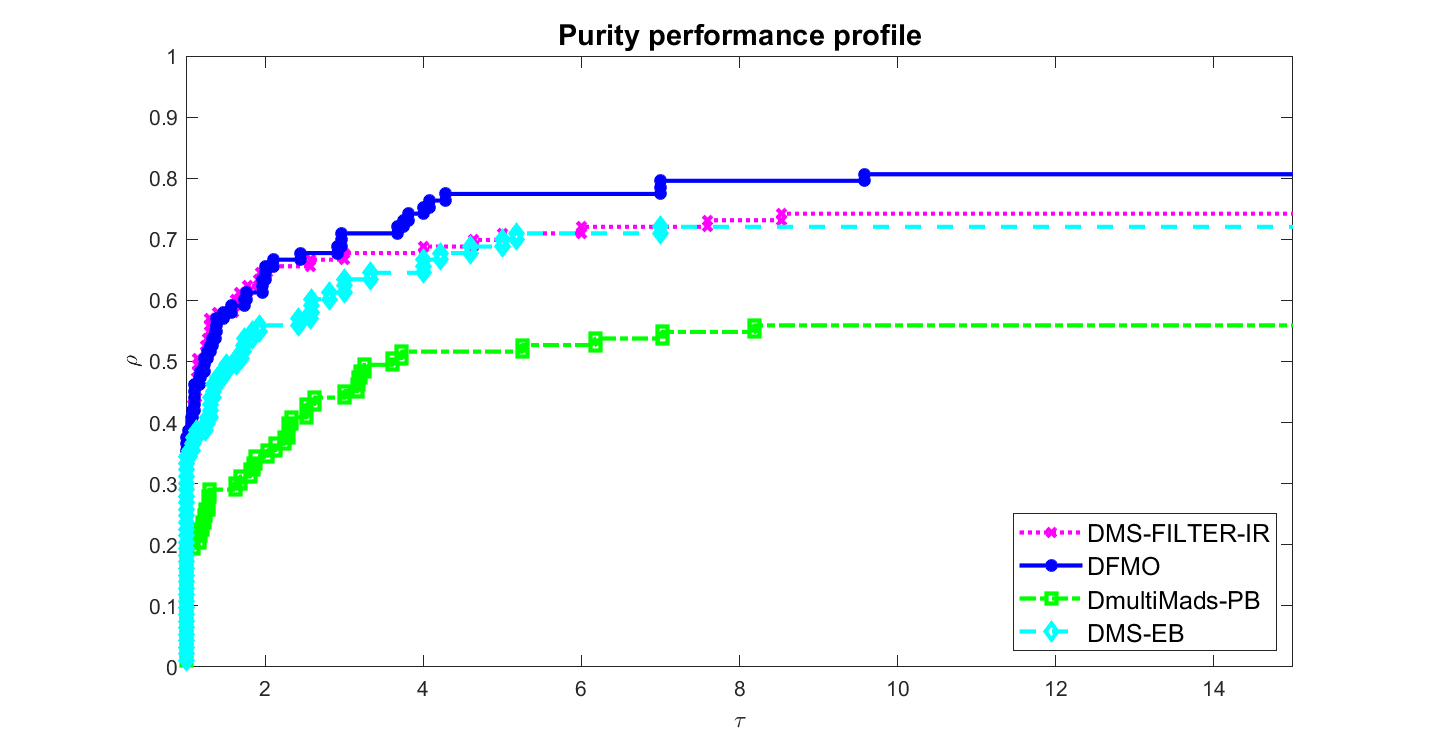 Purity performance profile
1
0.9
0.8
0.7
0.6
0.5
0.4
0.3
0.2
0.1
0
ρ
2 4 6 8 10 12 14
τ
DMS-FILTER-IR
DFMO
DmultiMads-PB
DMS-EB